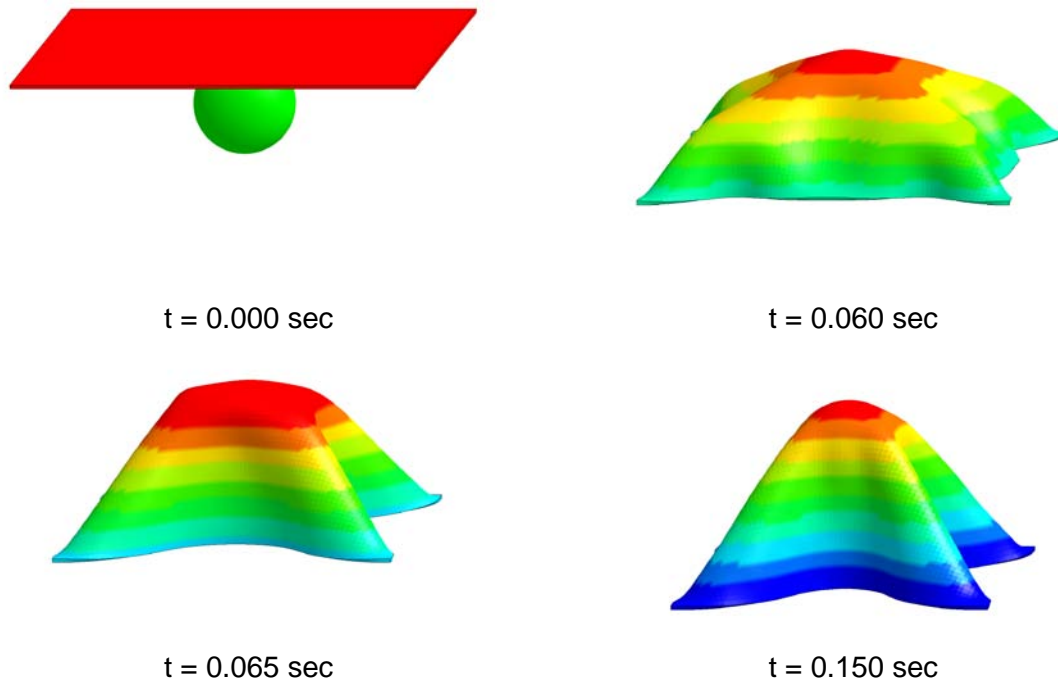 t = 0.000 sec
t = 0.060 sec
t = 0.065 sec
t = 0.150 sec